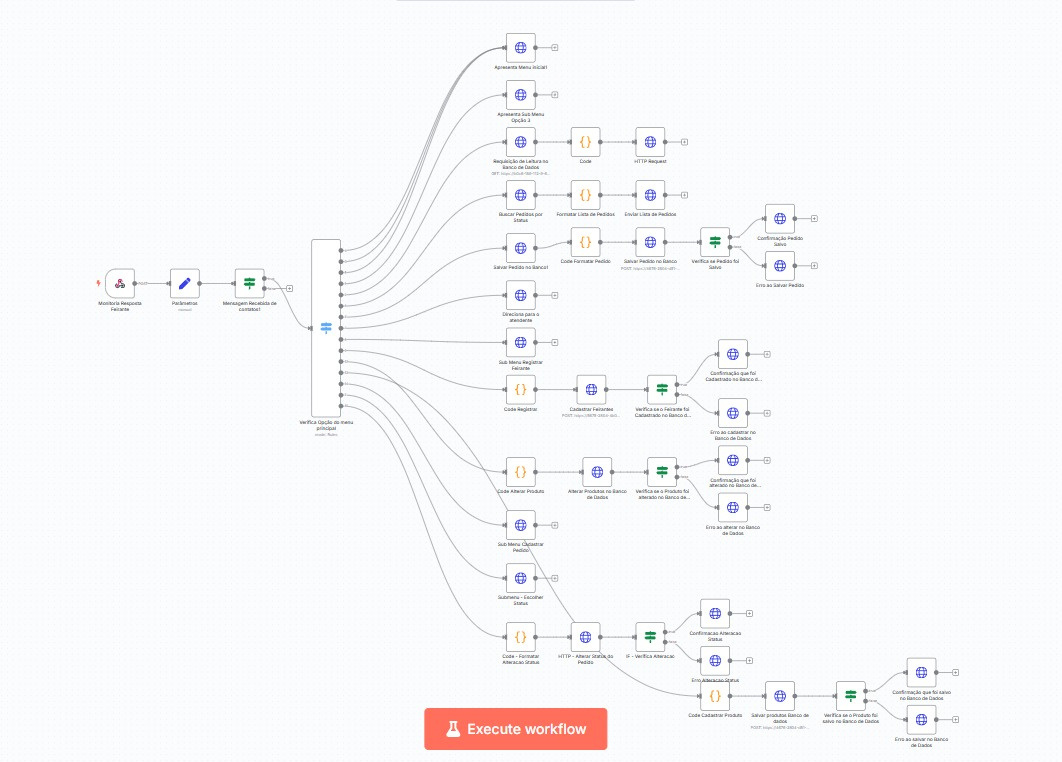 Apresenta Menu Inicial!
Apresenta Sub Menu
Opção 3
Requisição de Leitura no
Banco de Dados
Code
HTTP Request
Buscar Pedidos por
Status
Formatar Lista de Pedidos
Enviar Lista de Pedidos
Confirmação Pedido
Salvo
Salvar Pedido no Banco!
Code Formatar Pedido
Salvar Pedido no Banco
Verifica se Pedido foi
Salvo
Erro ao Salvar Pedido
Monitoria Resposta
Feirante
Parâmetros
manual
Mensagem Recebida de
contatos!
Direciona para o
atendente
Sub Menu Registrar
Feirante
Verifica Opção do menu
principal
mode: Rules
Code Registrar
Cadastrar Feirantes
Verifica se o Feirante foi
Cadastrado no Banco d...
Confirmação que foi
Cadastrado no Banco d...
Erro ao cadastrar no
Banco de Dados
Code Alterar Produto
Alterar Produtos no Banco
de Dados
Verifica se o Produto foi
alterado no Banco de...
Confirmação que foi
alterado no Banco de...
Erro ao alterar no Banco
de Dados
Sub Menu Cadastrar
Pedido
Submenu - Escolher
Status
Code - Formatar
Alteracao Status
HTTP - Alterar Status do
Pedido
IF - Verifica Alteracao
Confirmacao Alteracao
Status
Erro Alteracao Status
Code Cadastrar Produto
Salvar produtos Banco de
dados
Verifica se o Produto foi
salvo no Banco de Dados
Confirmação que foi salvo
no Banco de Dados
Erro ao salvar no Banco
de Dados
Execute workflow